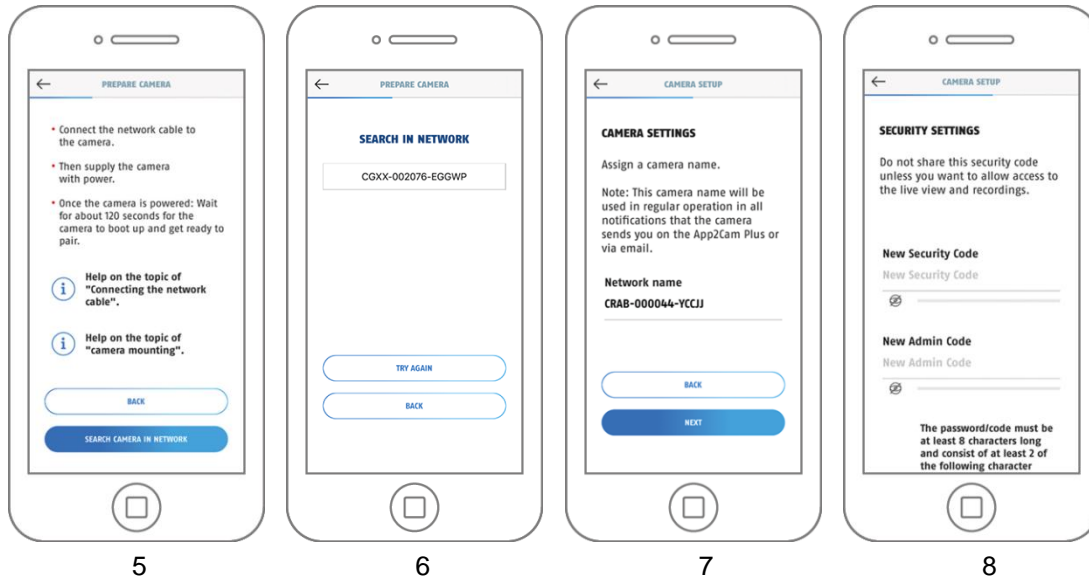 PREPARE CAMERA
• Connect the network cable to
the camera.
• Then supply the camera
with power.
• Once the camera is powered: Wait
for about 120 seconds for the
camera to boot up and get ready to
pair.
i
Help on the topic of
"Connecting the network
cable".
i
Help on the topic of
"camera mounting".
BACK
SEARCH CAMERA IN NETWORK
5
PREPARE CAMERA
SEARCH IN NETWORK
CGXX-002076-EGGWP
TRY AGAIN
BACK
6
CAMERA SETUP
CAMERA SETTINGS
Assign a camera name.
Note: This camera name will be
used in regular operation in all
notifications that the camera
sends you on the App2Cam Plus or
via email.
Network name
CRAB-000044-YCCJJ
BACK
NEXT
7
CAMERA SETUP
SECURITY SETTINGS
Do not share this security code
unless you want to allow access to
the live view and recordings.
New Security Code
New Security Code
New Admin Code
New Admin Code
The password/code must be
at least 8 characters long
and consist of at least 2 of
the following character
8